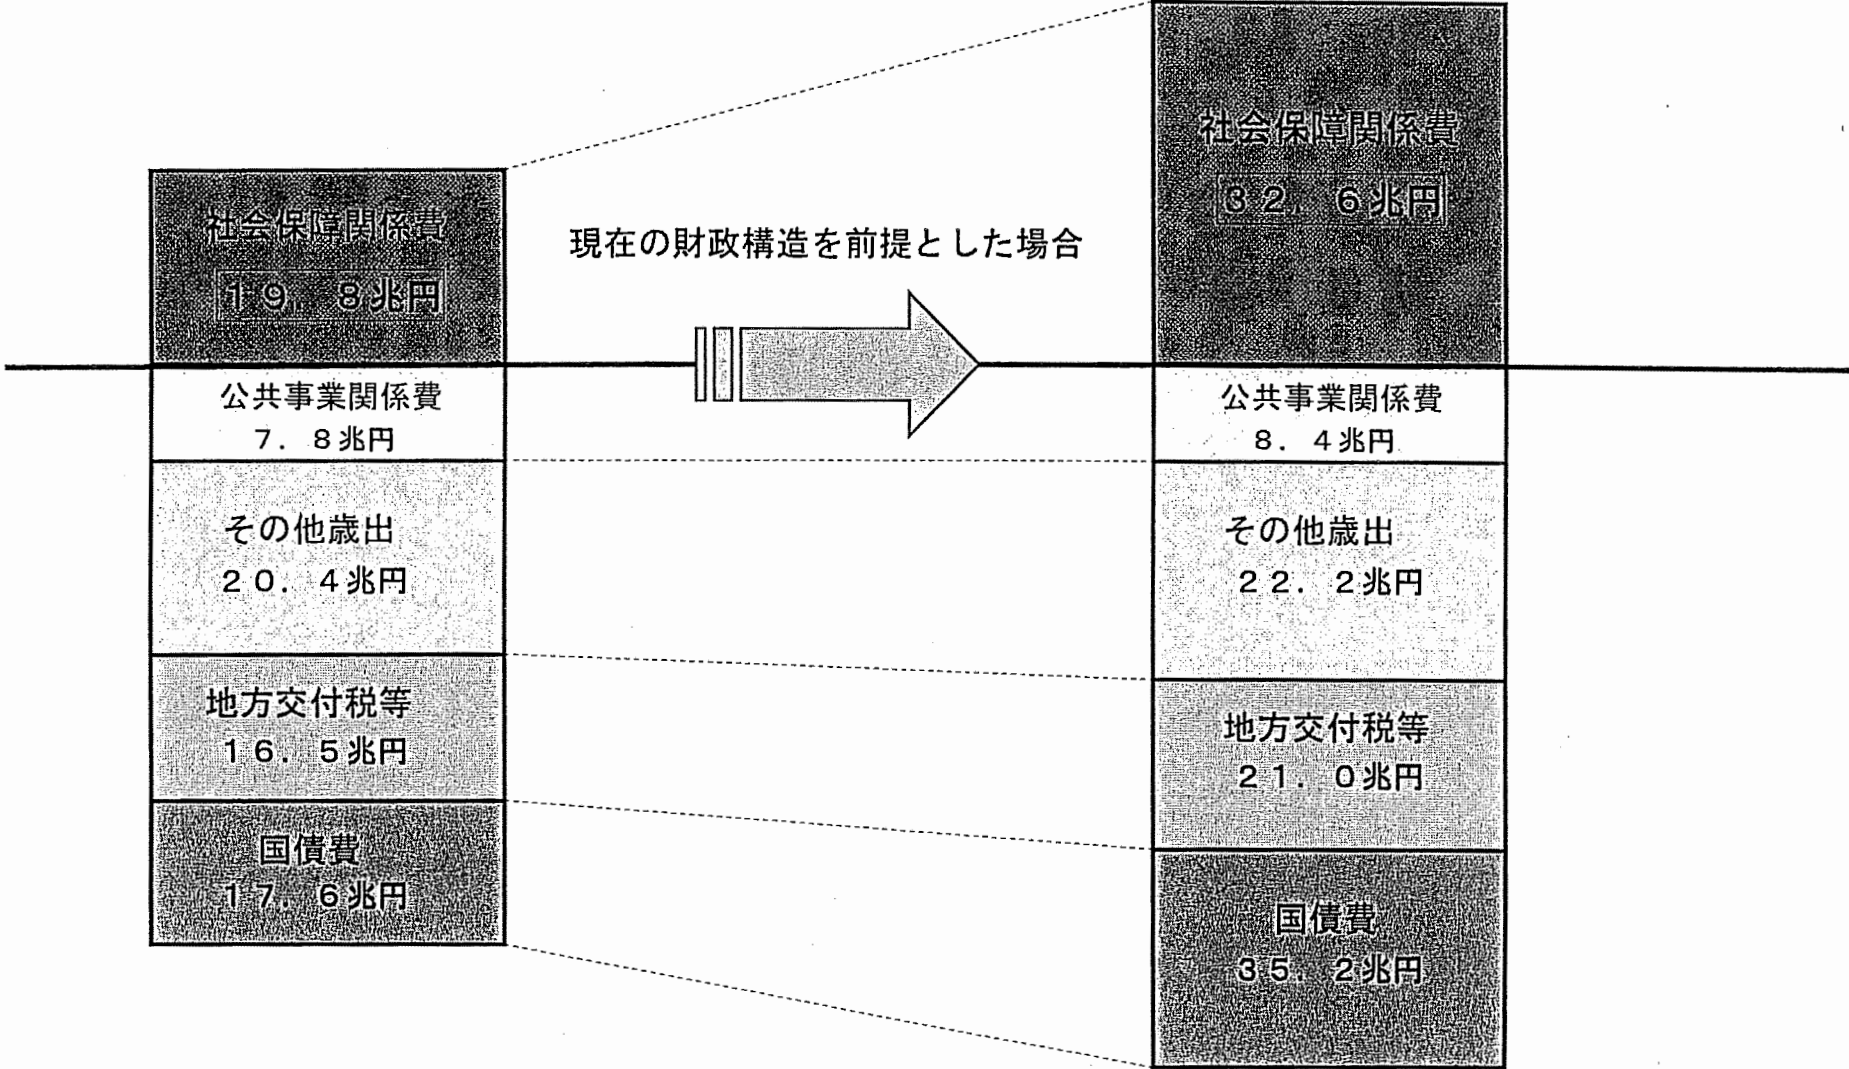 社会保障関係費
19.8兆円
公共事業関係費
7.8兆円
その他歳出
20.4兆円
地方交付税等
16.5兆円
国債費
17.6兆円
現在の財政構造を前提とした場合
社会保障関係費
32.6兆円
公共事業関係費
8.4兆円
その他歳出
22.2兆円
地方交付税等
21.0兆円
国債費
35.2兆円